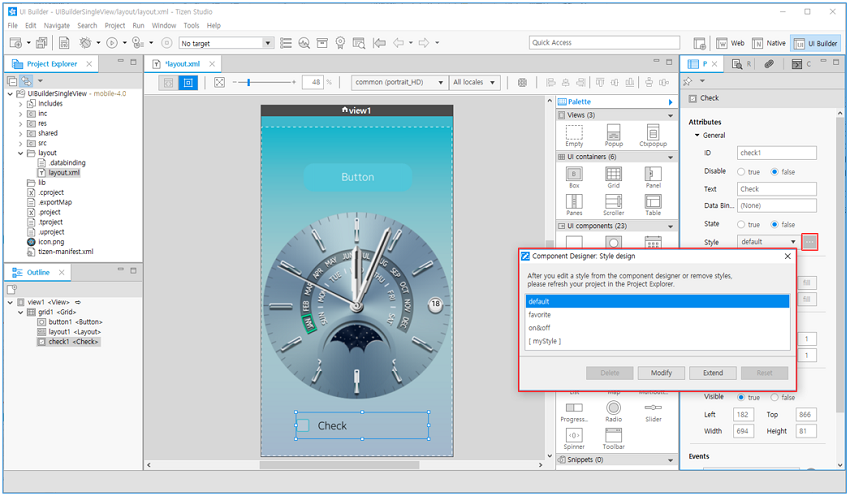 UI Builder - UIBuilderSingleView/layout/layout.xml - Tizen Studio
File Edit Navigate Search Project Run Window Tools Help
No target
Quick Access
Web Native UI Builder
Project Explorer
UIBuilderSingleView - mobile-4.0
Includes
inc
res
shared
src
layout
.databinding
layout.xml
lib
.cproject
.exportMap
.project
.tproject
.uproject
icon.png
tizen-manifest.xml
Outline
view1 <View>
grid1 <Grid>
button1 <Button>
layout1 <Layout>
check1 <Check>
*layout.xml
48 %
common (portrait_HD)
All locales
view1
Button
JAN FEB MAR APR MAY JUN JUL AUG SEP OCT NOV DEC
18
Check
Palette
Views (3)
Empty Popup Ctxpopup
UI containers (6)
Box Grid Panel
Panes Scroller Table
UI components (23)
Progress... Radio Slider
Spinner Toolbar
Snippets (0)
P R C
Check
Attributes
General
ID check1
Disable true false
Text Check
Data Bin... (None)
State true false
Style default
Component Designer: Style design
After you edit a style from the component designer or remove styles,
please refresh your project in the Project Explorer.
default
favorite
on&off
[ myStyle ]
Delete Modify Extend Reset
1
1
Visible true false
Left 182 Top 866
Width 694 Height 81
Events